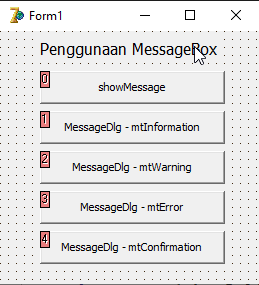 Form1
Penggunaan MessageBox
0
showMessage
1
MessageDlg - mtInformation
2
MessageDlg - mtWarning
3
MessageDlg - mtError
4
MessageDlg - mtConfirmation